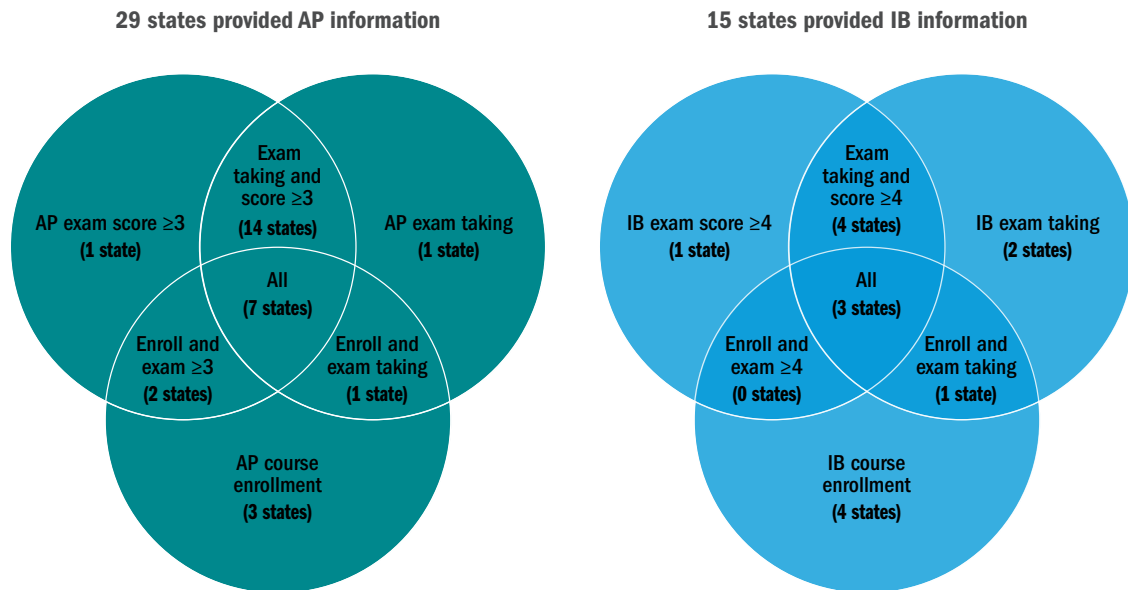 29 states provided AP information
Exam
taking and
score ≥3
(14 states)
AP exam score ≥3
(1 state)
AP exam taking
(1 state)
All
(7 states)
Enroll and
exam ≥3
(2 states)
Enroll and
exam taking
(1 state)
AP course
enrollment
(3 states)
15 states provided IB information
Exam
taking and
score ≥4
(4 states)
IB exam score ≥4
(1 state)
IB exam taking
(2 states)
All
(3 states)
Enroll and
exam ≥4
(0 states)
Enroll and
exam taking
(1 state)
IB course
enrollment
(4 states)